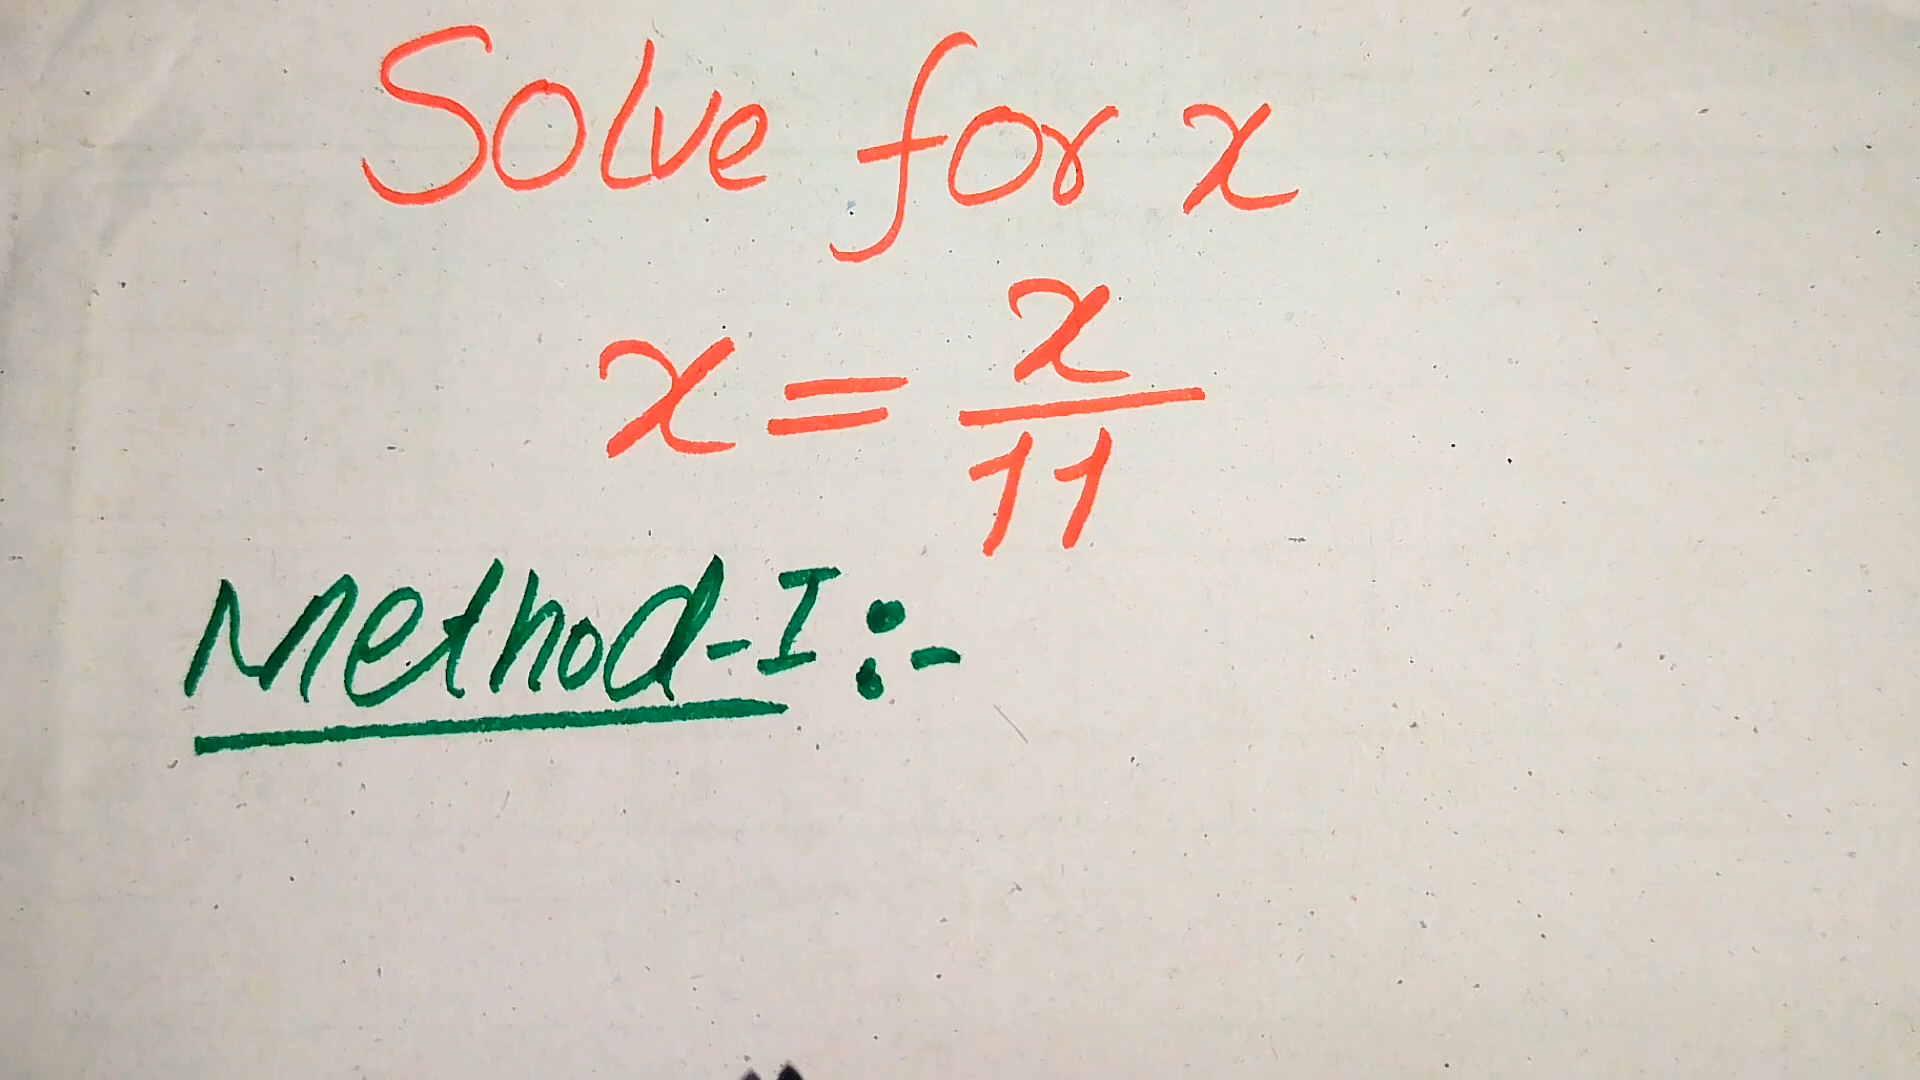 Solve for x
x = x/11
Method-I:-